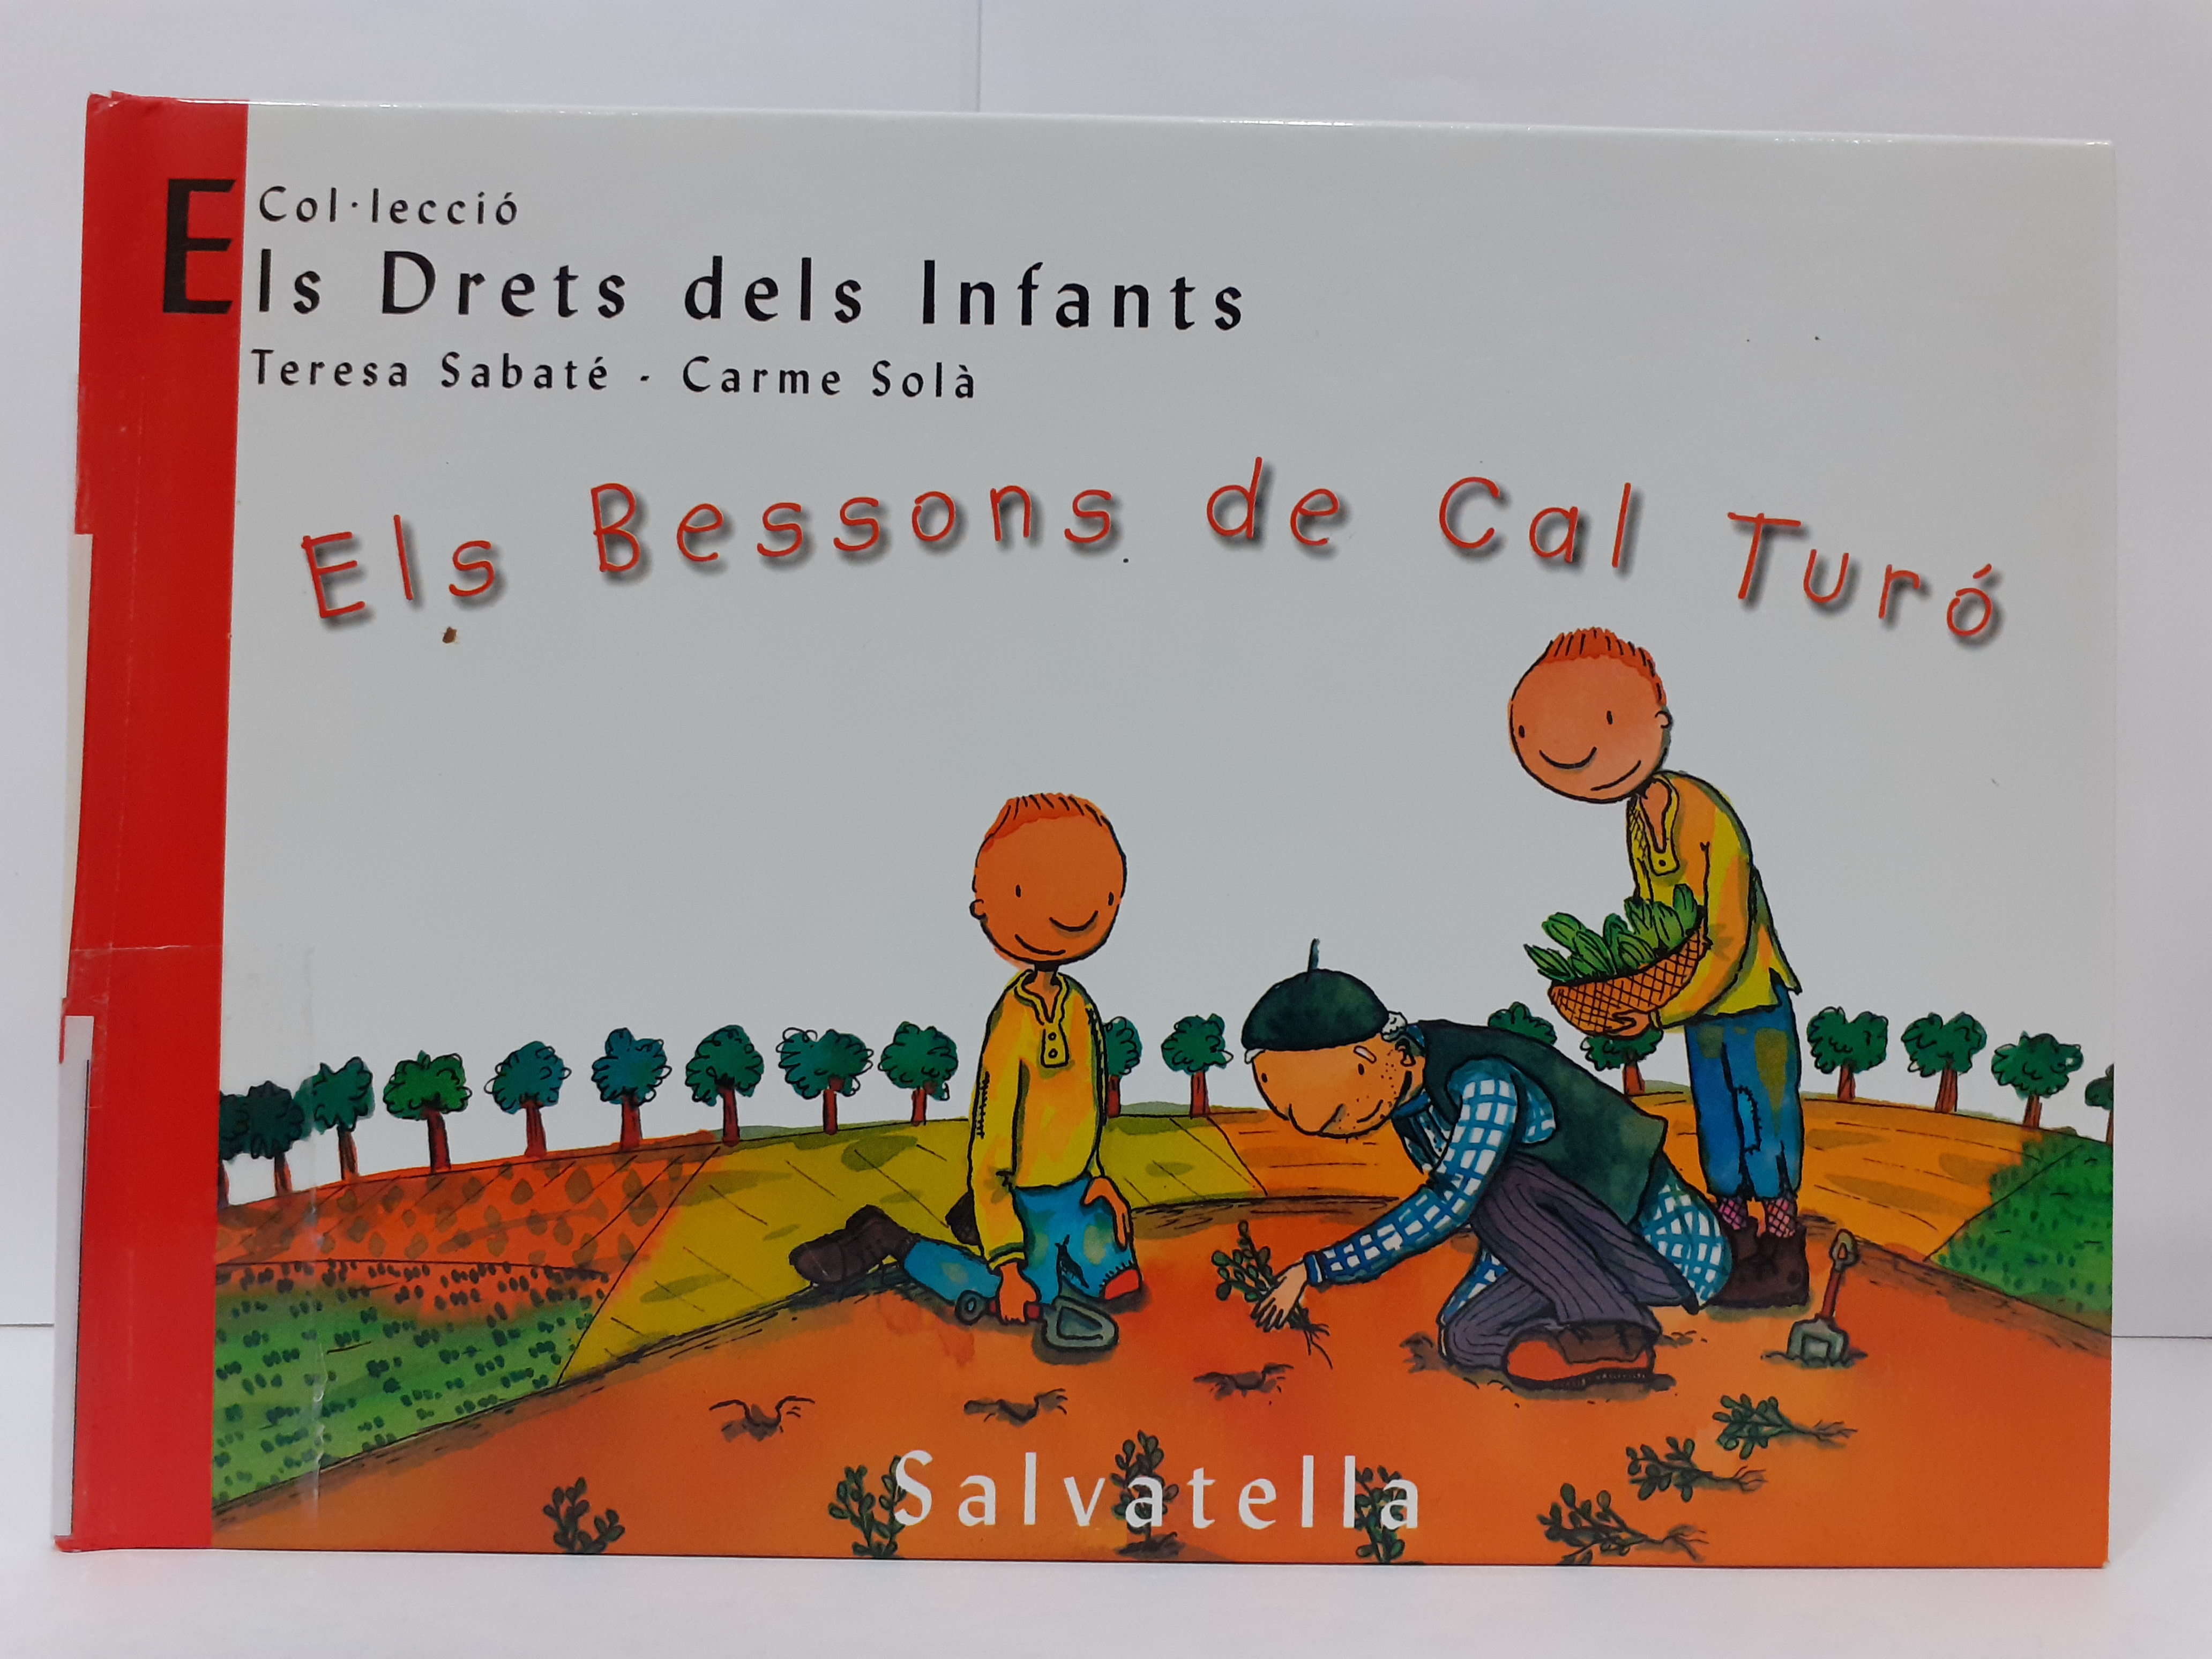 Col·lecció
Els Drets dels Infants
Teresa Sabaté - Carme Solà
Els Bessons de Cal Turó
Salvatella